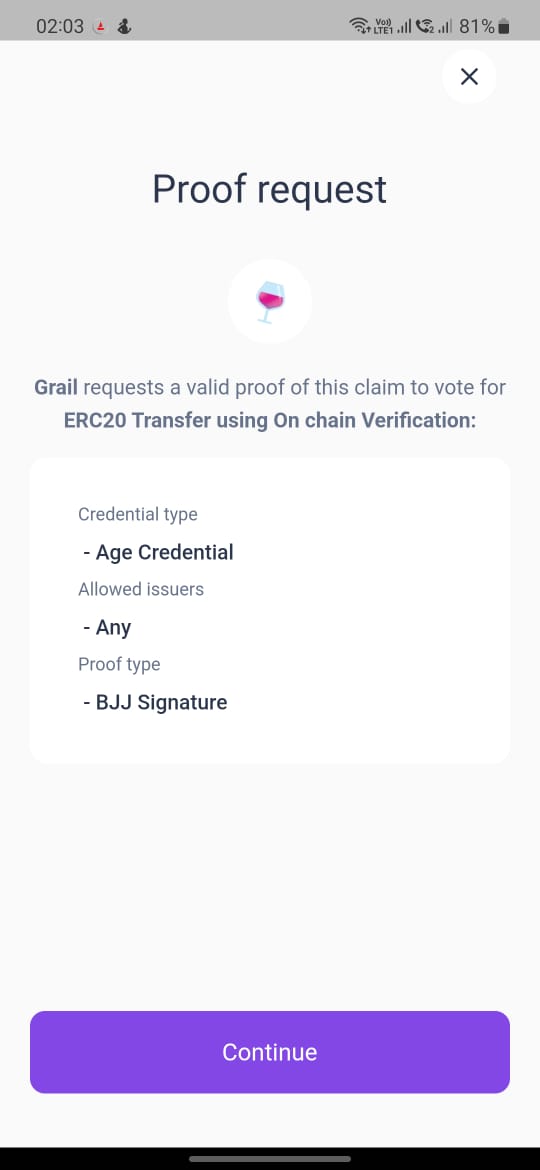 02:03
Vo)) LTE1 2 81%
Proof request
Grail requests a valid proof of this claim to vote for
ERC20 Transfer using On chain Verification:
Credential type
- Age Credential
Allowed issuers
- Any
Proof type
- BJJ Signature
Continue